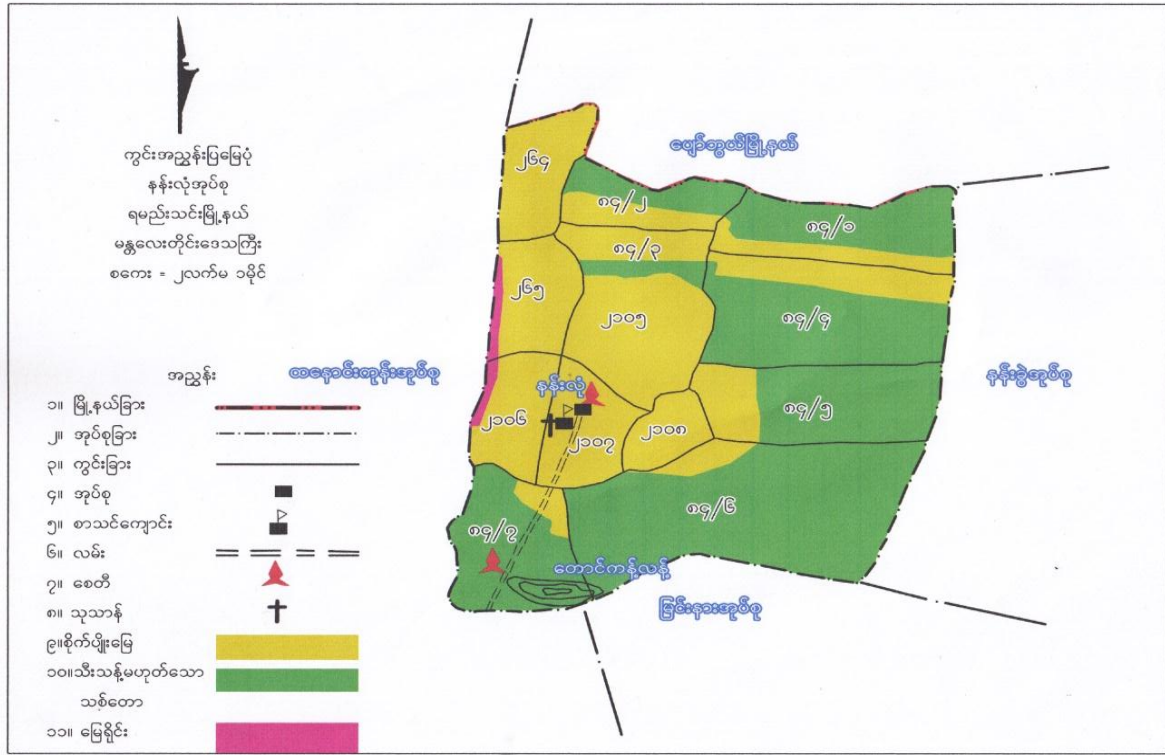 ကွင်းအညွှန်းပြမြေပုံ
နန်းလုံအုပ်စု
ရမည်းသင်းမြို့နယ်
မန္တလေးတိုင်းဒေသကြီး
စကေး = ၂လက်မ ၁မိုင်
ပျော်ဘွယ်မြို့နယ်
၂၆၄
၈၄/၂
၈၄/၁
၈၄/၃
၂၆၅
၂၁၀၅
၈၄/၄
ထနောင်းကုန်းအုပ်စု
နန်းလုံ
နန်းခွဲအုပ်စု
၂၁၀၆
၂၁၀၇
၂၁၀၈
၈၄/၅
၈၄/၆
၈၄/၇
တောင်ကန့်လန့်
မြင်းနားအုပ်စု
အညွှန်း
၁။ မြို့နယ်ခြား
၂။ အုပ်စုခြား
၃။ ကွင်းခြား
၄။ အုပ်စု
၅။ စာသင်ကျောင်း
၆။ လမ်း
၇။ စေတီ
၈။ သုသာန်
၉။စိုက်ပျိုးမြေ
၁၀။သီးသန့်မဟုတ်သော
သစ်တော
၁၁။ မြေရိုင်း